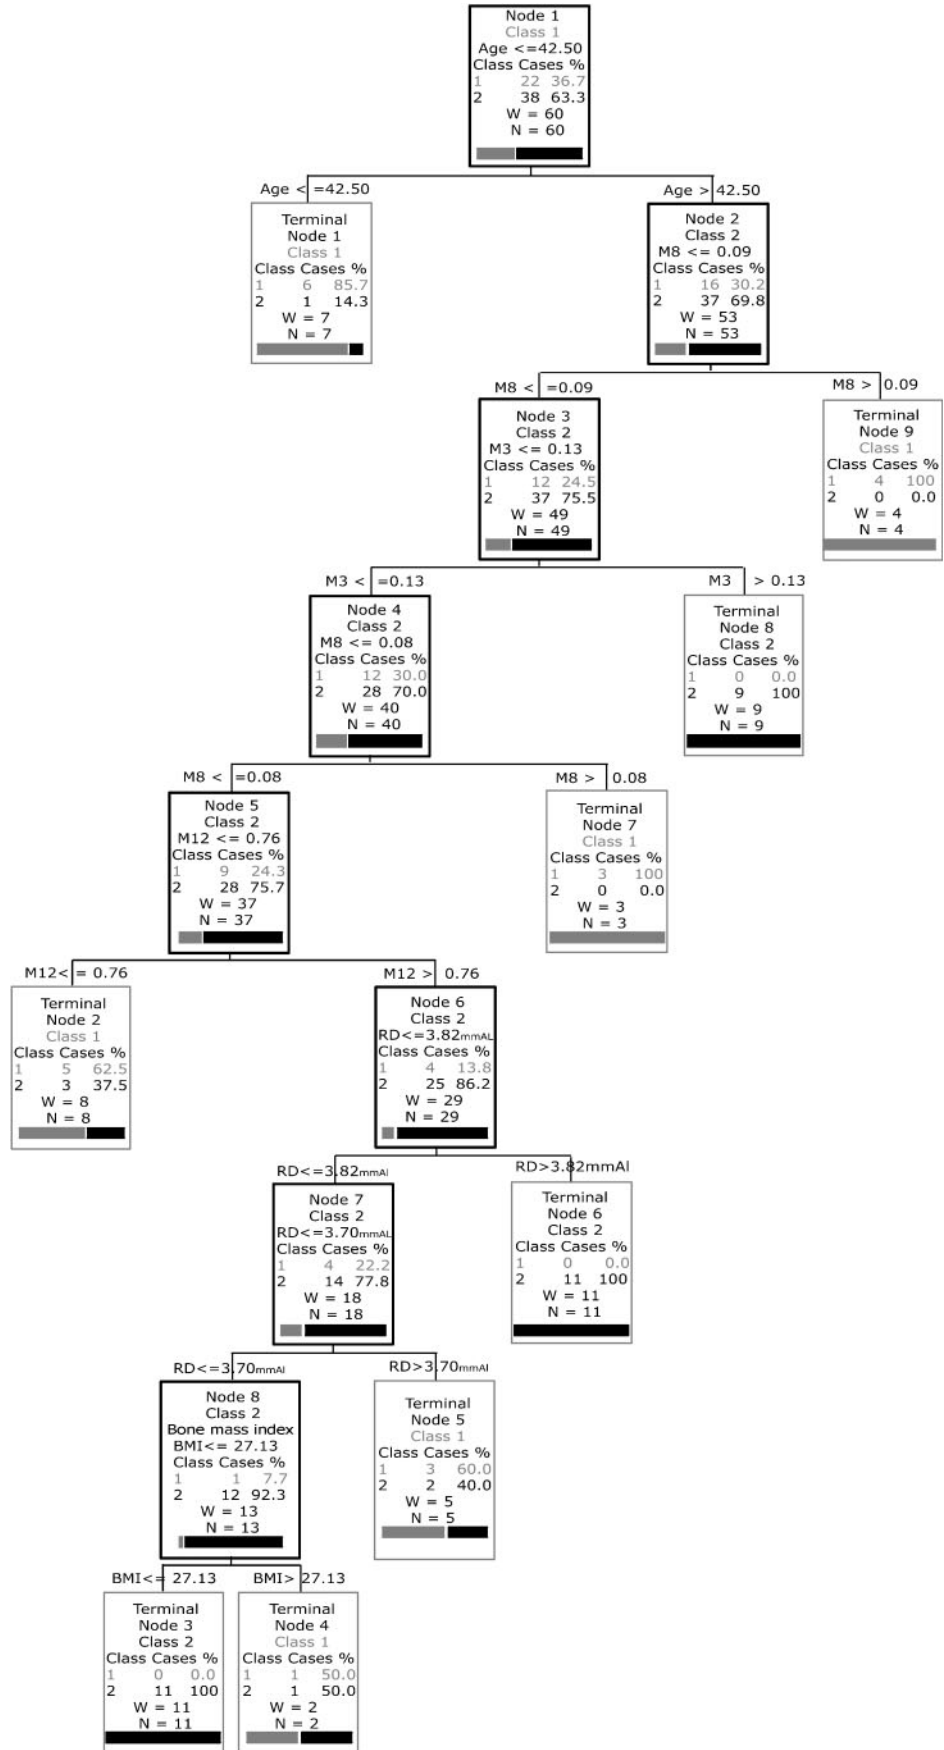 Node 1
Class 1
Age <=42.50
Class Cases %
1 22 36.7
2 38 63.3
W = 60
N = 60
Age < =42.50
Age > 42.50
Terminal
Node 1
Class 1
Class Cases %
1 6 85.7
2 1 14.3
W = 7
N = 7
Node 2
Class 2
M8 <= 0.09
Class Cases %
1 16 30.2
2 37 69.8
W = 53
N = 53
M8 < =0.09
M8 > 0.09
Node 3
Class 2
M3 <= 0.13
Class Cases %
1 12 24.5
2 37 75.5
W = 49
N = 49
Terminal
Node 9
Class 1
Class Cases %
1 4 100
2 0 0.0
W = 4
N = 4
M3 < =0.13
M3 > 0.13
Node 4
Class 2
M8 <= 0.08
Class Cases %
1 12 30.0
2 28 70.0
W = 40
N = 40
Terminal
Node 8
Class 2
Class Cases %
1 0 0.0
2 9 100
W = 9
N = 9
M8 < =0.08
M8 > 0.08
Node 5
Class 2
M12 <= 0.76
Class Cases %
1 9 24.3
2 28 75.7
W = 37
N = 37
Terminal
Node 7
Class 1
Class Cases %
1 3 100
2 0 0.0
W = 3
N = 3
M12<= 0.76
M12 > 0.76
Terminal
Node 2
Class 1
Class Cases %
1 5 62.5
2 3 37.5
W = 8
N = 8
Node 6
Class 2
RD<=3.82mmAL
Class Cases %
1 4 13.8
2 25 86.2
W = 29
N = 29
RD<=3.82mmAl
RD>3.82mmAl
Node 7
Class 2
RD<=3.70mmAL
Class Cases %
1 4 22.2
2 14 77.8
W = 18
N = 18
Terminal
Node 6
Class 2
Class Cases %
1 0 0.0
2 11 100
W = 11
N = 11
RD<=3.70mmAl
RD>3.70mmAl
Node 8
Class 2
Bone mass index
BMI<= 27.13
Class Cases %
1 1 7.7
2 12 92.3
W = 13
N = 13
Terminal
Node 5
Class 1
Class Cases %
1 3 60.0
2 2 40.0
W = 5
N = 5
BMI<= 27.13
BMI> 27.13
Terminal
Node 3
Class 2
Class Cases %
1 0 0.0
2 11 100
W = 11
N = 11
Terminal
Node 4
Class 1
Class Cases %
1 1 50.0
2 1 50.0
W = 2
N = 2